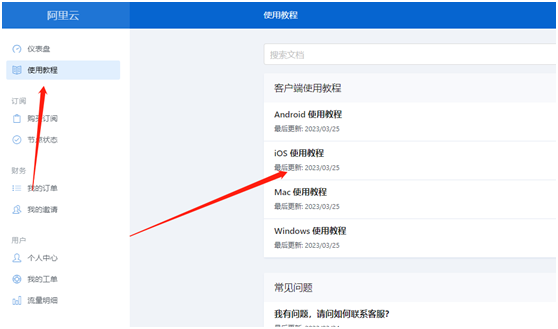 阿里云
使用教程
仪表盘
使用教程
订阅
购买订阅
节点状态
财务
我的订单
我的邀请
用户
个人中心
我的工单
流量明细
搜索文档
客户端使用教程
Android 使用教程
最后更新: 2023/03/25
iOS 使用教程
最后更新: 2023/03/25
Mac 使用教程
最后更新: 2023/03/25
Windows 使用教程
最后更新: 2023/03/25
常见问题
我有问题，请问如何联系客服?